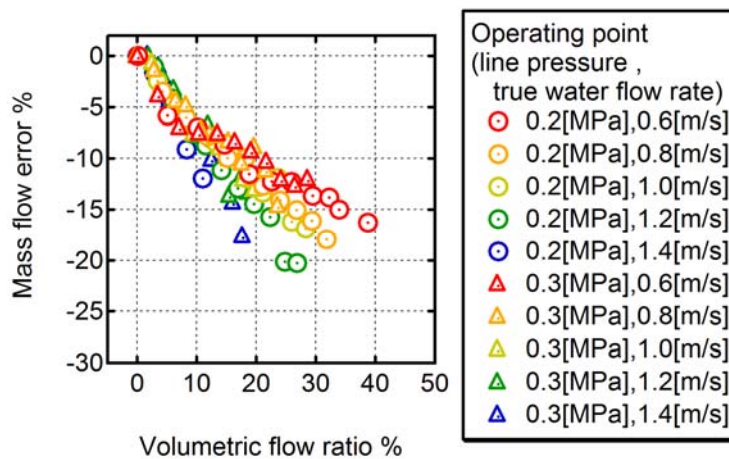 0
-5
-10
-15
-20
-25
-30
Mass flow error %
0
10
20
30
40
50
Volumetric flow ratio %
Operating point
(line pressure ,
true water flow rate)
0.2[MPa],0.6[m/s]
0.2[MPa],0.8[m/s]
0.2[MPa],1.0[m/s]
0.2[MPa],1.2[m/s]
0.2[MPa],1.4[m/s]
0.3[MPa],0.6[m/s]
0.3[MPa],0.8[m/s]
0.3[MPa],1.0[m/s]
0.3[MPa],1.2[m/s]
0.3[MPa],1.4[m/s]